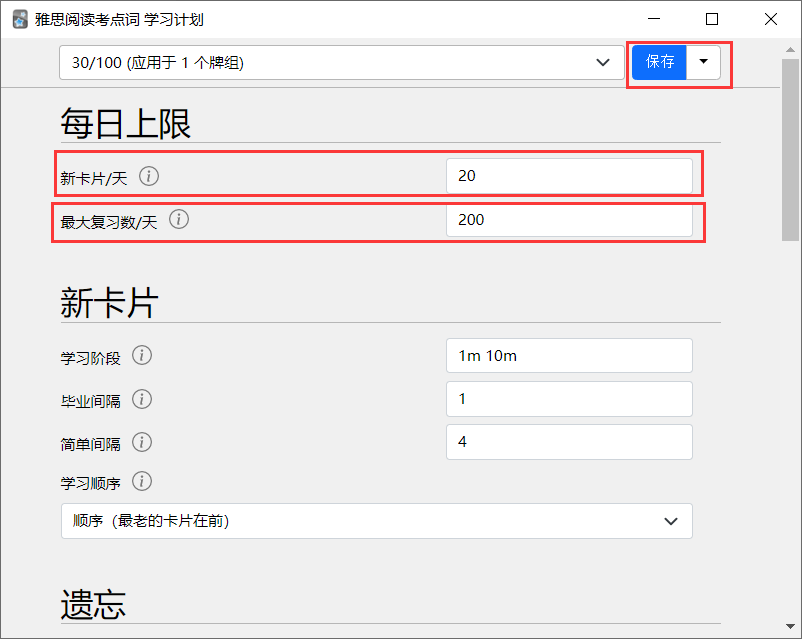 雅思阅读考点词 学习计划
30/100 (应用于 1 个牌组)
保存
每日上限
新卡片/天 20
最大复习数/天 200
新卡片
学习阶段 1m 10m
毕业间隔 1
简单间隔 4
学习顺序
顺序（最老的卡片在前）
遗忘